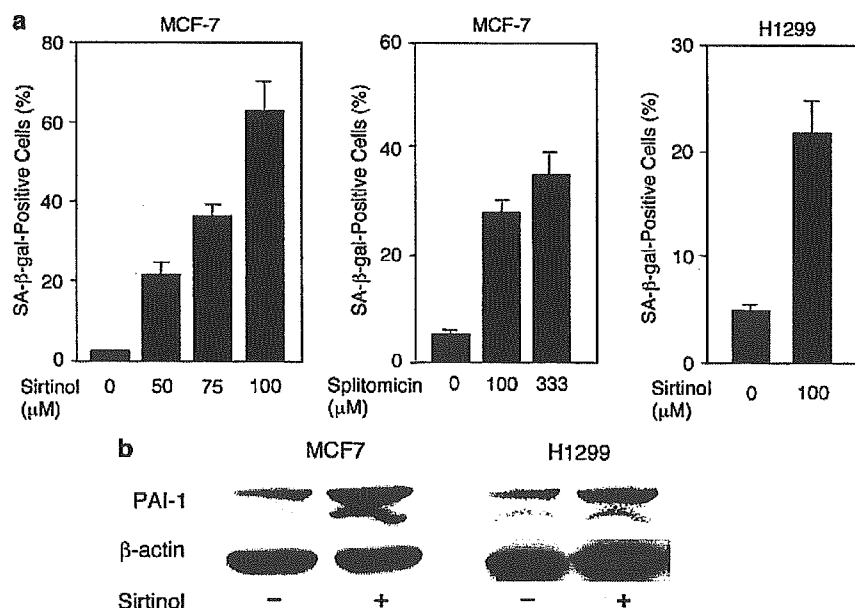 a
MCF-7
SA-β-gal-Positive Cells (%)
80
60
40
20
0
Sirtinol
(μM)
0 50 75 100
MCF-7
SA-β-gal-Positive Cells (%)
60
40
20
0
Splitomicin
(μM)
0 100 333
H1299
SA-β-gal-Positive Cells (%)
30
20
10
0
Sirtinol
(μM)
0 100
b
MCF7 H1299
PAI-1
β-actin
Sirtinol − + − +